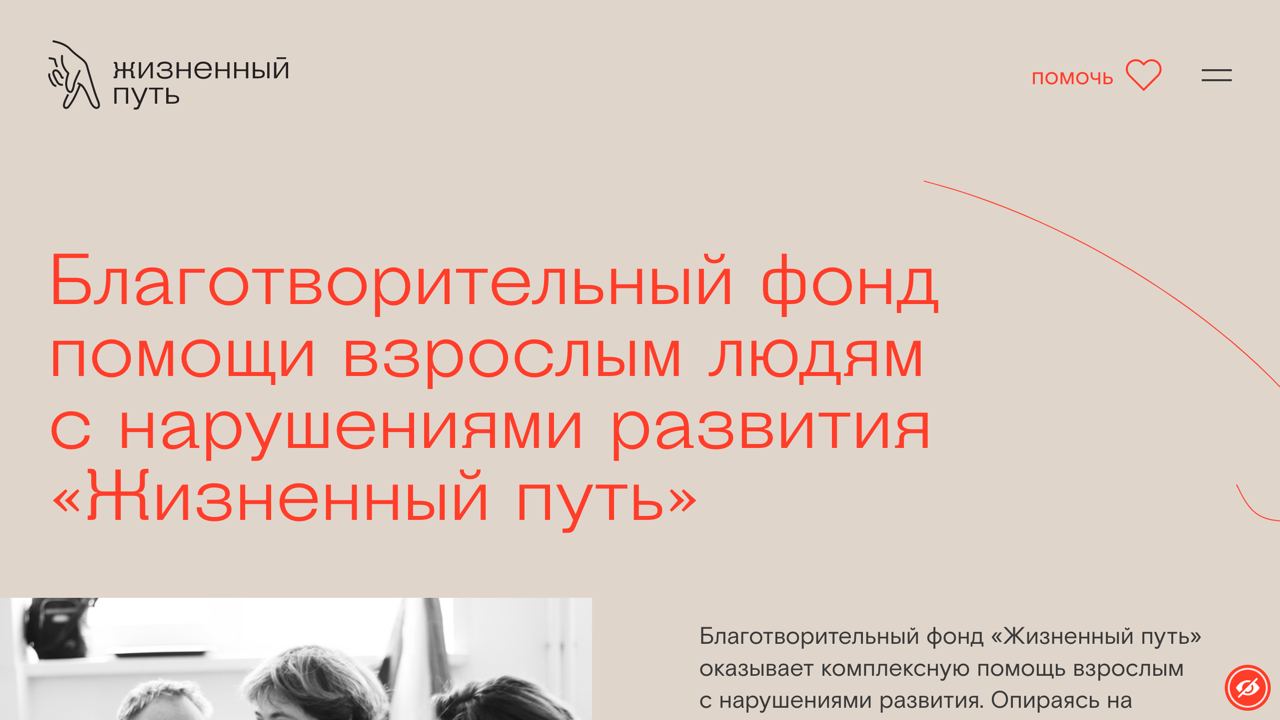 жизненный
путь
помочь
Благотворительный фонд
помощи взрослым людям
с нарушениями развития
«Жизненный путь»
Благотворительный фонд «Жизненный путь»
оказывает комплексную помощь взрослым
с нарушениями развития. Опираясь на